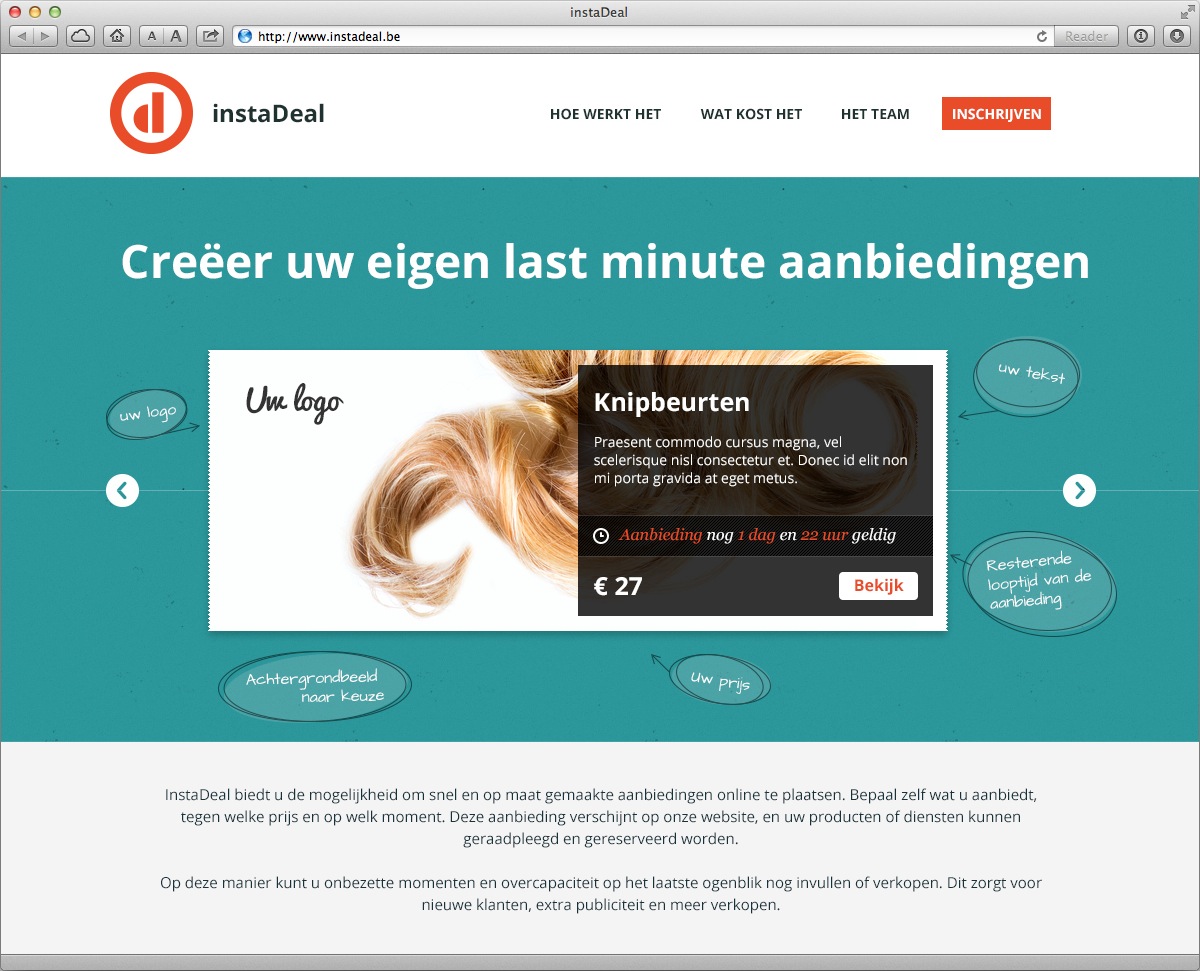 instaDeal
A A
http://www.instadeal.be
Reader
instaDeal
HOE WERKT HET
WAT KOST HET
HET TEAM
INSCHRIJVEN
Creëer uw eigen last minute aanbiedingen
uw logo
Uw logo
uw tekst
Knipbeurten
Praesent commodo cursus magna, vel
scelerisque nisl consectetur et. Donec id elit non
mi porta gravida at eget metus.
Aanbieding nog 1 dag en 22 uur geldig
€ 27
Bekijk
Resterende
looptijd van de
aanbieding
Achtergrondbeeld
naar keuze
uw prijs
InstaDeal biedt u de mogelijkheid om snel en op maat gemaakte aanbiedingen online te plaatsen. Bepaal zelf wat u aanbiedt,
tegen welke prijs en op welk moment. Deze aanbieding verschijnt op onze website, en uw producten of diensten kunnen
geraadpleegd en gereserveerd worden.
Op deze manier kunt u onbezette momenten en overcapaciteit op het laatste ogenblik nog invullen of verkopen. Dit zorgt voor
nieuwe klanten, extra publiciteit en meer verkopen.